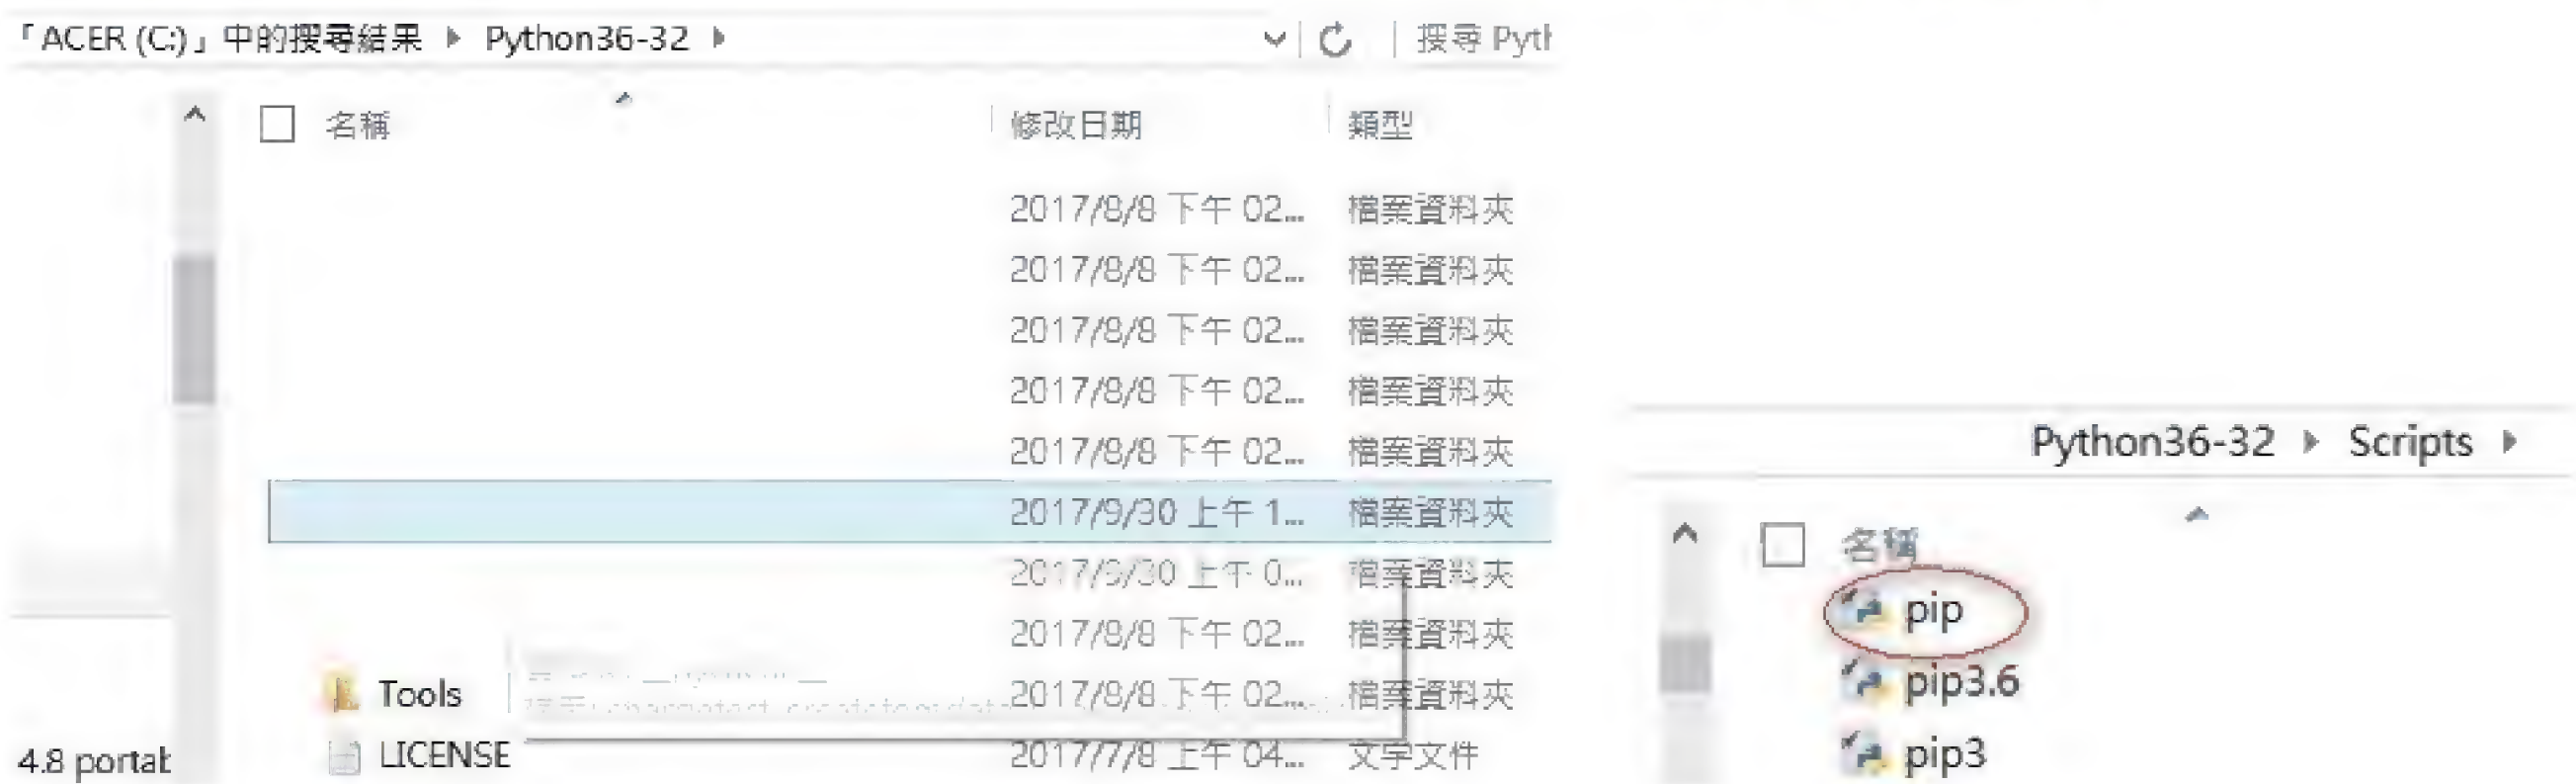 「ACER (C:)」中的搜尋結果 ▸ Python36-32 ▸ 搜尋 Pyth
名稱 修改日期 類型
2017/8/8 下午 02... 檔案資料夾
2017/8/8 下午 02... 檔案資料夾
2017/8/8 下午 02... 檔案資料夾
2017/8/8 下午 02... 檔案資料夾
2017/8/8 下午 02... 檔案資料夾
2017/9/30 上午 1... 檔案資料夾
2017/9/30 上午 0... 檔案資料夾
2017/8/8 下午 02... 檔案資料夾
Tools 2017/8/8 下午 02... 檔案資料夾
LICENSE 2017/7/8 上午 04... 文字文件
4.8 portab
Python36-32 ▸ Scripts ▸
名稱
pip
pip3.6
pip3